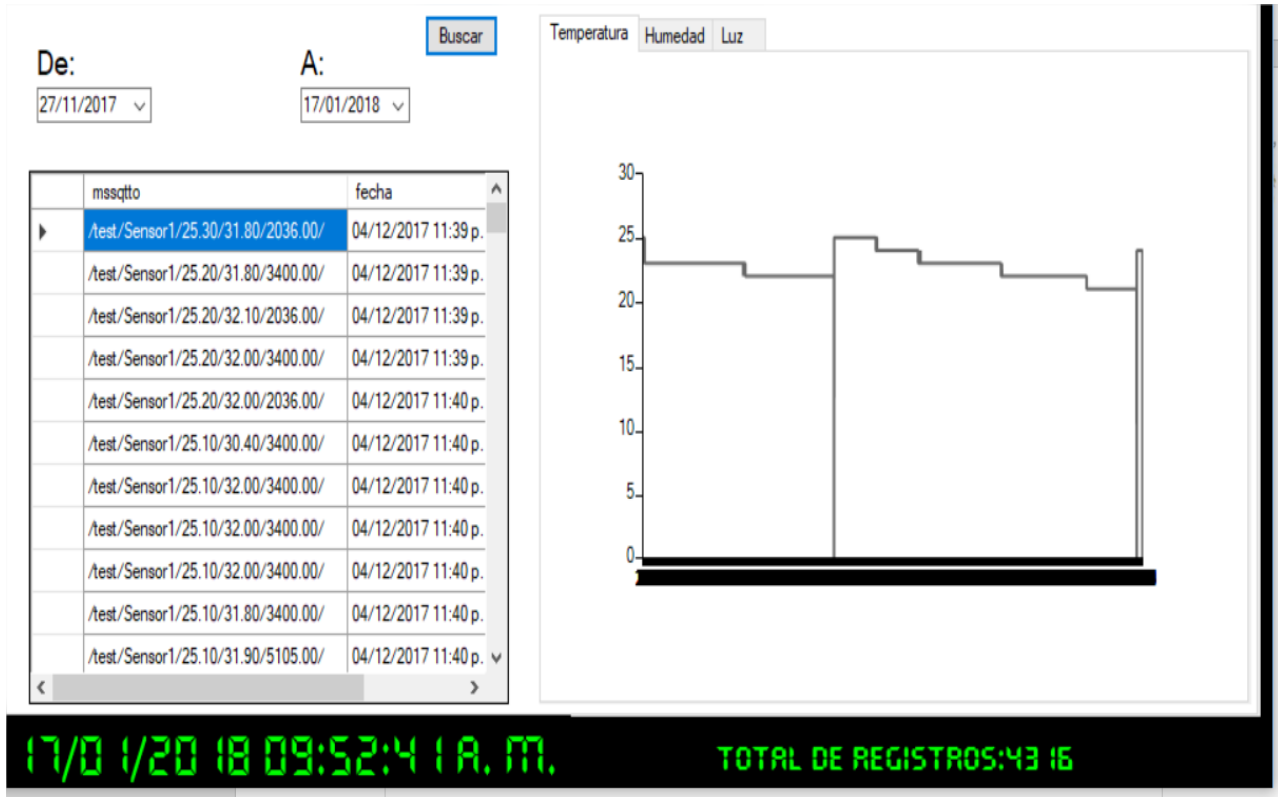 Buscar
De:
A:
27/11/2017
17/01/2018
mssqtto
fecha
/test/Sensor1/25.30/31.80/2036.00/ 04/12/2017 11:39 p.
/test/Sensor1/25.20/31.80/3400.00/ 04/12/2017 11:39 p.
/test/Sensor1/25.20/32.10/2036.00/ 04/12/2017 11:39 p.
/test/Sensor1/25.20/32.00/3400.00/ 04/12/2017 11:39 p.
/test/Sensor1/25.20/32.00/2036.00/ 04/12/2017 11:40 p.
/test/Sensor1/25.10/30.40/3400.00/ 04/12/2017 11:40 p.
/test/Sensor1/25.10/32.00/3400.00/ 04/12/2017 11:40 p.
/test/Sensor1/25.10/32.00/3400.00/ 04/12/2017 11:40 p.
/test/Sensor1/25.10/32.00/3400.00/ 04/12/2017 11:40 p.
/test/Sensor1/25.10/31.80/3400.00/ 04/12/2017 11:40 p.
/test/Sensor1/25.10/31.90/5105.00/ 04/12/2017 11:40 p.
Temperatura Humedad Luz
30
25
20
15
10
5
0
17/01/2018 09:52:41 A. M.
TOTAL DE REGISTROS:4316